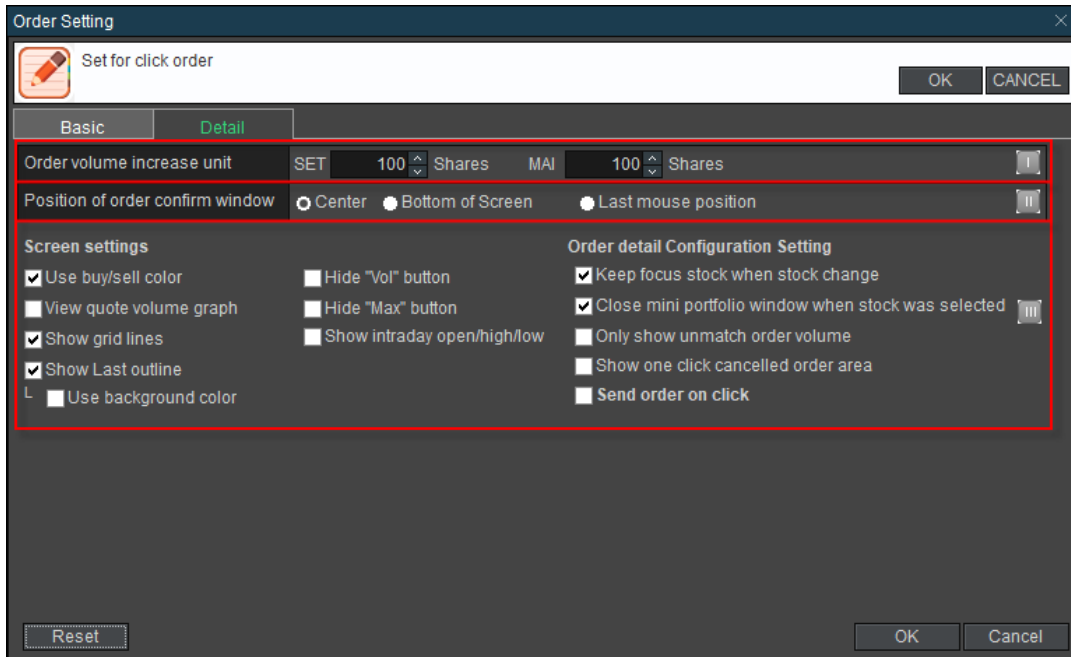 Order Setting
Set for click order
OK CANCEL
Basic Detail
Order volume increase unit SET 100 Shares MAI 100 Shares I
Position of order confirm window Center Bottom of Screen Last mouse position II
Screen settings Order detail Configuration Setting
Use buy/sell color Hide "Vol" button Keep focus stock when stock change
View quote volume graph Hide "Max" button Close mini portfolio window when stock was selected III
Show grid lines Show intraday open/high/low Only show unmatch order volume
Show Last outline Show one click cancelled order area
L Use background color Send order on click
Reset OK Cancel